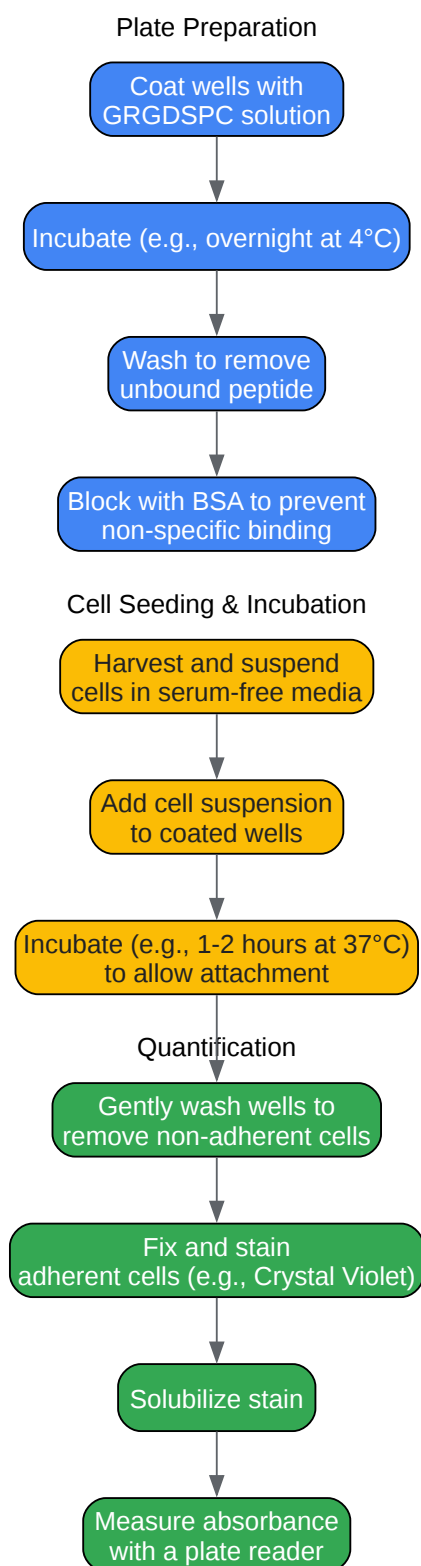 Plate Preparation
Coat wells with
GRGDSPC solution
Incubate (e.g., overnight at 4°C)
Wash to remove
unbound peptide
Block with BSA to prevent
non-specific binding
Cell Seeding & Incubation
Harvest and suspend
cells in serum-free media
Add cell suspension
to coated wells
Incubate (e.g., 1-2 hours at 37°C)
to allow attachment
Quantification
Gently wash wells to
remove non-adherent cells
Fix and stain
adherent cells (e.g., Crystal Violet)
Solubilize stain
Measure absorbance
with a plate reader